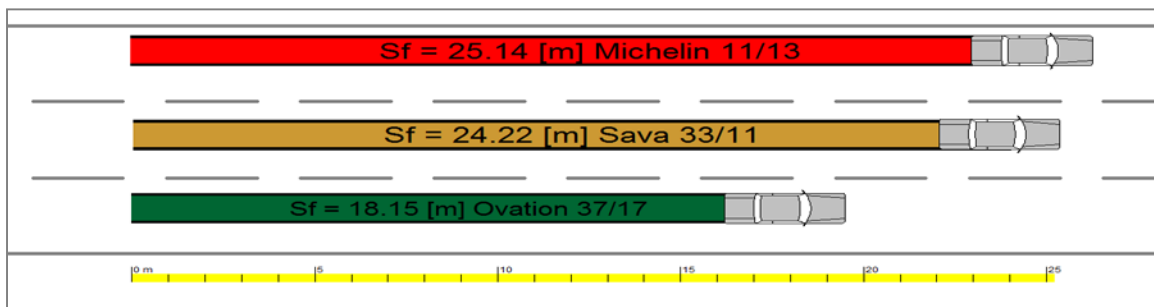 Sf = 25.14 [m] Michelin 11/13
Sf = 24.22 [m] Sava 33/11
Sf = 18.15 [m] Ovation 37/17
0 m 5 10 15 20 25